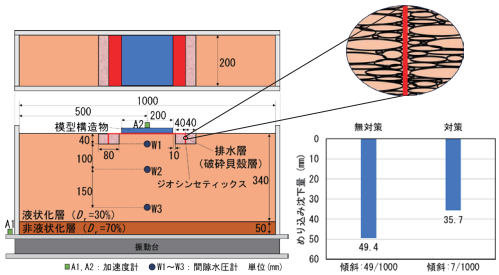 200
1000
500
200
模型構造物
A2
4040
40
W1
80
10
排水層
(破砕貝殻層)
100
W2
ジオシンセティックス
340
150
W3
液状化層 (Dr=30%)
非液状化層(Dr=70%)
50
A1
振動台
A1, A2：加速度計 W1～W3：間隙水圧計 単位(mm)
無対策 対策
めり込み沈下量 (mm)
0
10
20
30
40
50
60
49.4
35.7
傾斜：49/1000 傾斜：7/1000